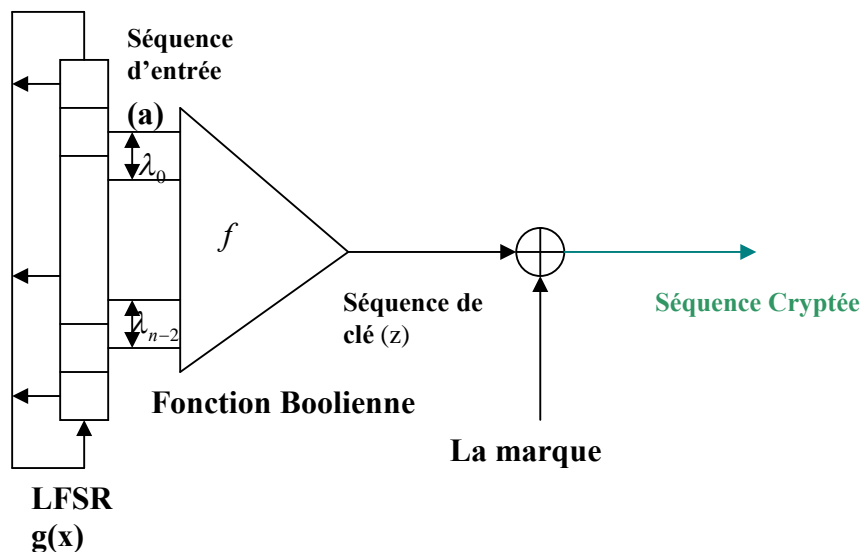 Séquence
d'entrée
(a)
λ₀
f
λₙ₋₂
Séquence de
clé (z)
Séquence Cryptée
Fonction Boolienne
La marque
LFSR
g(x)